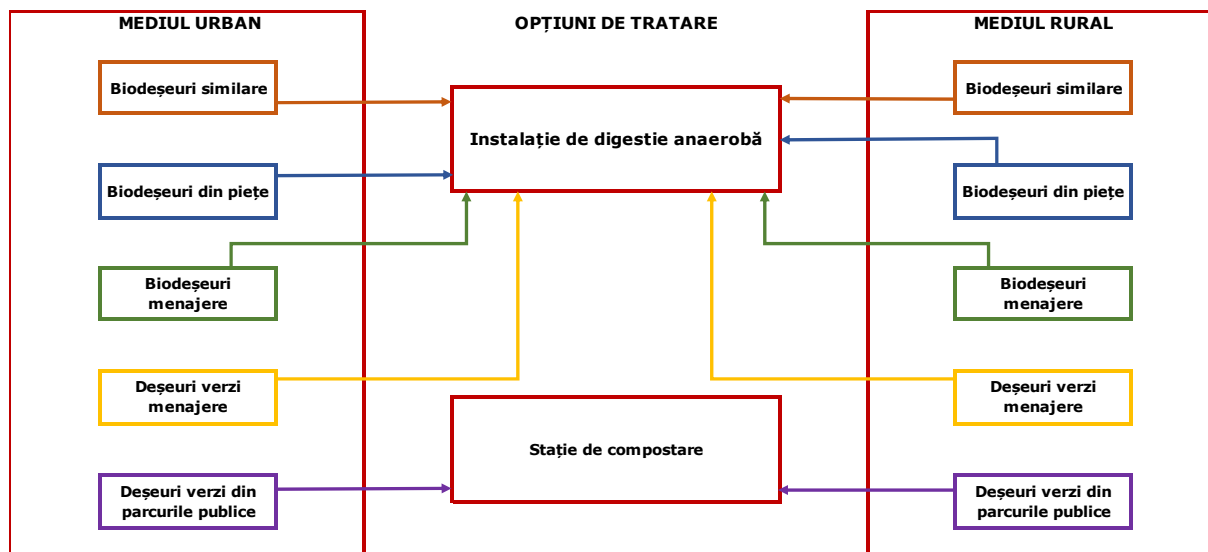 MEDIUL URBAN
OPȚIUNI DE TRATARE
MEDIUL RURAL
Biodeșeuri similare
Biodeșeuri similare
Instalație de digestie anaerobă
Biodeșeuri din piețe
Biodeșeuri din piețe
Biodeșeuri
menajere
Biodeșeuri
menajere
Deșeuri verzi
menajere
Deșeuri verzi
menajere
Stație de compostare
Deșeuri verzi din
parcurile publice
Deșeuri verzi din
parcurile publice